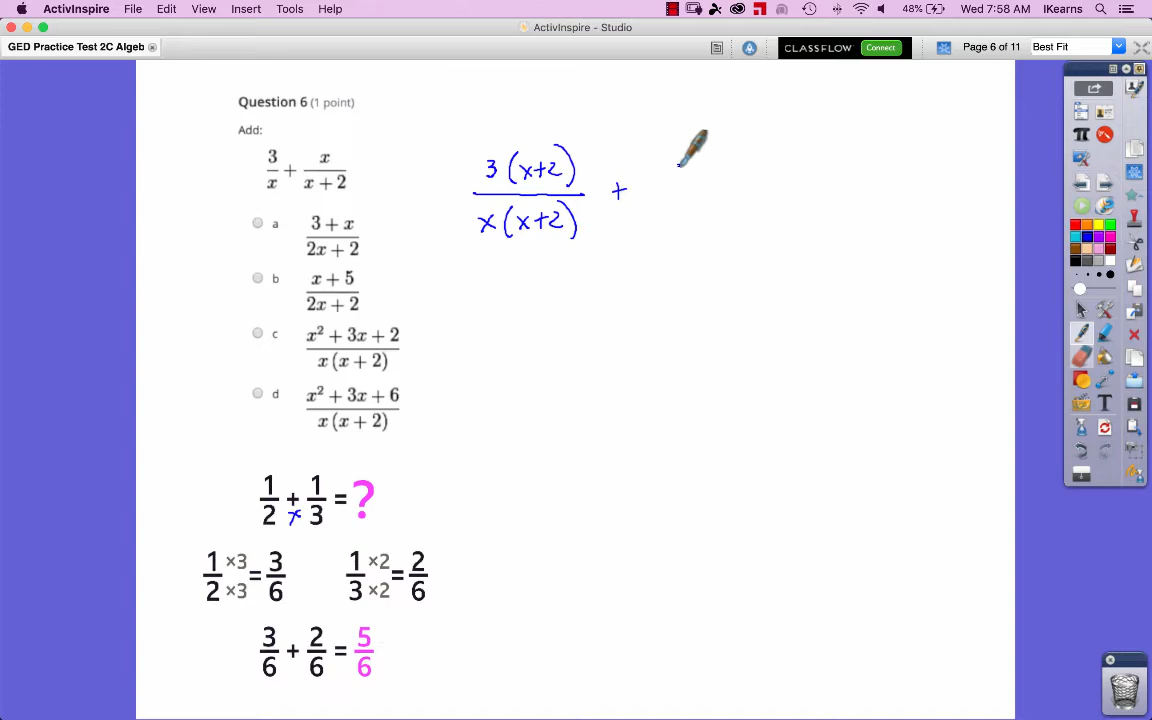 ActivInspire File Edit View Insert Tools Help 48% Wed 7:58 AM IKearns
ActivInspire - Studio
GED Practice Test 2C Algeb CLASSFLOW Connect Page 6 of 11 Best Fit
Question 6 (1 point)
Add:
3/x + x/(x + 2)
a (3 + x)/(2x + 2)
b (x + 5)/(2x + 2)
c (x² + 3x + 2)/(x (x + 2))
d (x² + 3x + 6)/(x (x + 2))
3(x+2)/x(x+2) +
1/2 + 1/3 = ?
x
1×3/2×3 = 3/6 1×2/3×2 = 2/6
3/6 + 2/6 = 5/6